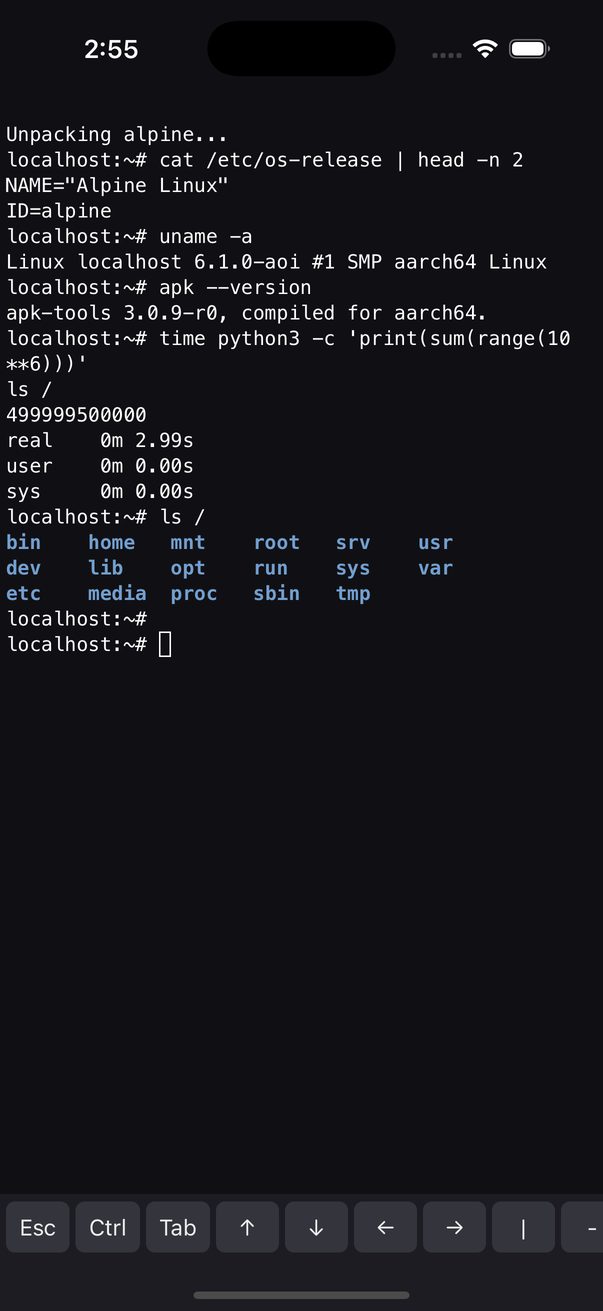 2:55
Unpacking alpine...
localhost:~# cat /etc/os-release | head -n 2
NAME="Alpine Linux"
ID=alpine
localhost:~# uname -a
Linux localhost 6.1.0-aoi #1 SMP aarch64 Linux
localhost:~# apk --version
apk-tools 3.0.9-r0, compiled for aarch64.
localhost:~# time python3 -c 'print(sum(range(10
**6)))'
ls /
499999500000
real    0m 2.99s
user    0m 0.00s
sys     0m 0.00s
localhost:~# ls /
bin    home   mnt    root   srv    usr
dev    lib    opt    run    sys    var
etc    media  proc   sbin   tmp
localhost:~#
localhost:~#
Esc Ctrl Tab ↑ ↓ ← → | -